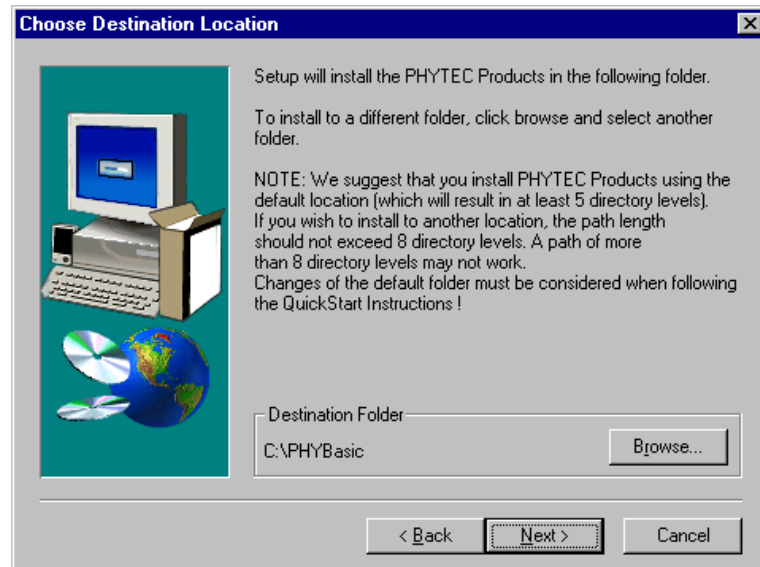 Choose Destination Location
Setup will install the PHYTEC Products in the following folder.
To install to a different folder, click browse and select another
folder.
NOTE: We suggest that you install PHYTEC Products using the
default location (which will result in at least 5 directory levels).
If you wish to install to another location, the path length
should not exceed 8 directory levels. A path of more
than 8 directory levels may not work.
Changes of the default folder must be considered when following
the QuickStart Instructions !
Destination Folder
C:\PHYBasic
Browse...
< Back
Next >
Cancel